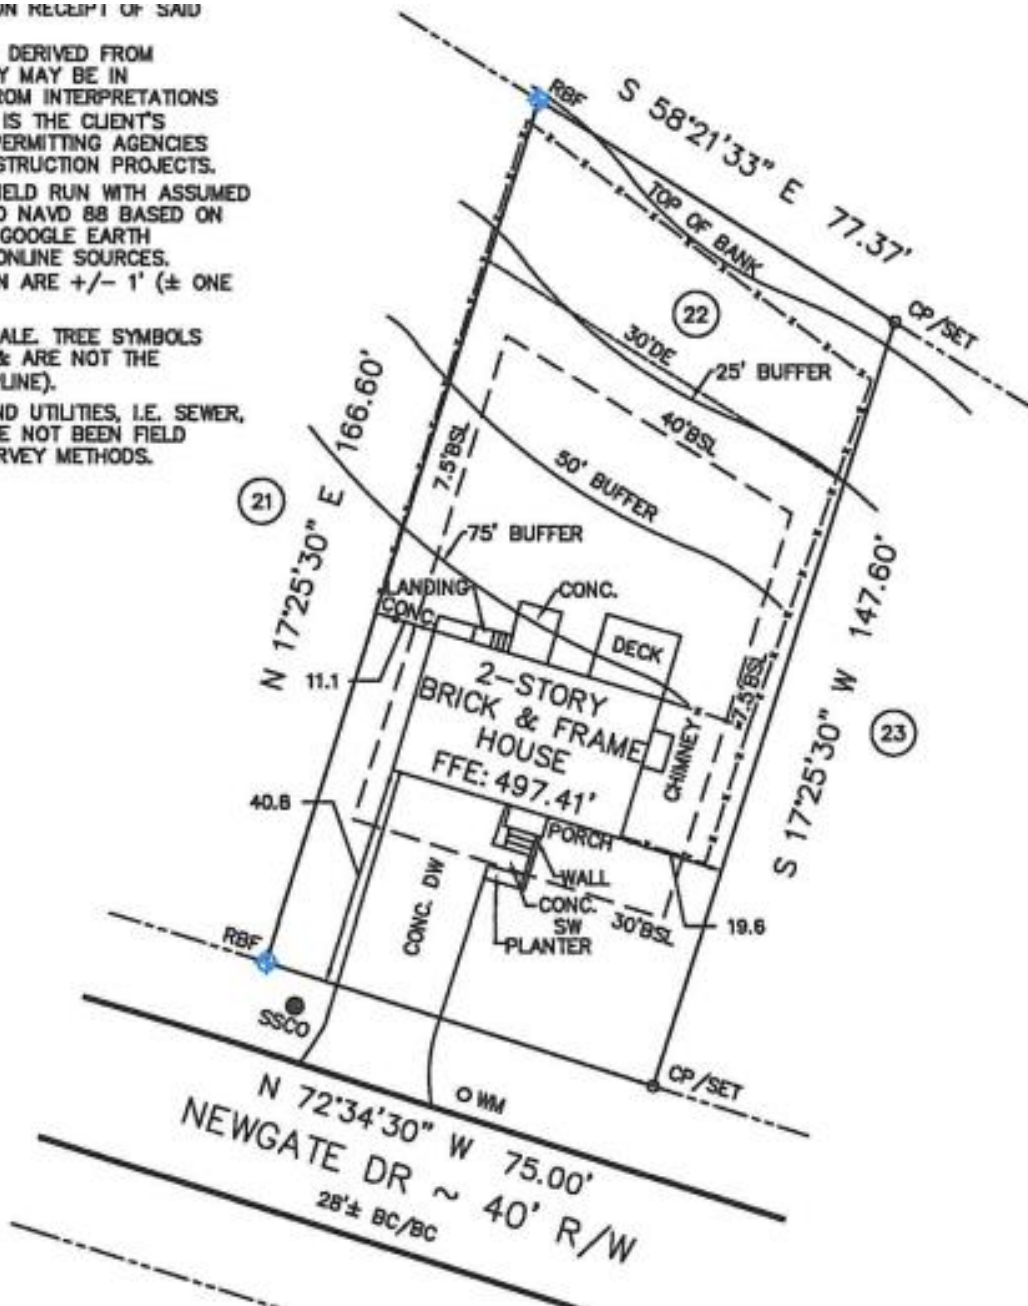 ON RECEIPT OF SAID
DERIVED FROM
Y MAY BE IN
ROM INTERPRETATIONS
IS THE CLIENT'S
PERMITTING AGENCIES
STRUCTION PROJECTS.
IELD RUN WITH ASSUMED
O NAVD 88 BASED ON
GOOGLE EARTH
ONLINE SOURCES.
N ARE +/- 1' (± ONE
ALE. TREE SYMBOLS
& ARE NOT THE
PLINE).
ND UTILITIES, I.E. SEWER,
E NOT BEEN FIELD
RVEY METHODS.
RBF
S 58°21'33" E 77.37'
TOP OF BANK
CP/SET
22
30'DE
25' BUFFER
40'BSL
7.5'BSL
50' BUFFER
75' BUFFER
21
N 17°25'30" E 166.60'
LANDING
CONC.
CONC.
DECK
11.1
2-STORY
BRICK & FRAME
HOUSE
FFE: 497.41'
CHIMNEY
7.5'BSL
S 17°25'30" W 147.60'
23
40.8
PORCH
WALL
CONC.
SW
PLANTER
30'BSL
19.6
CONC. DW
RBF
SSCO
CP/SET
WM
N 72°34'30" W 75.00'
NEWGATE DR ~ 40' R/W
26'± BC/BC